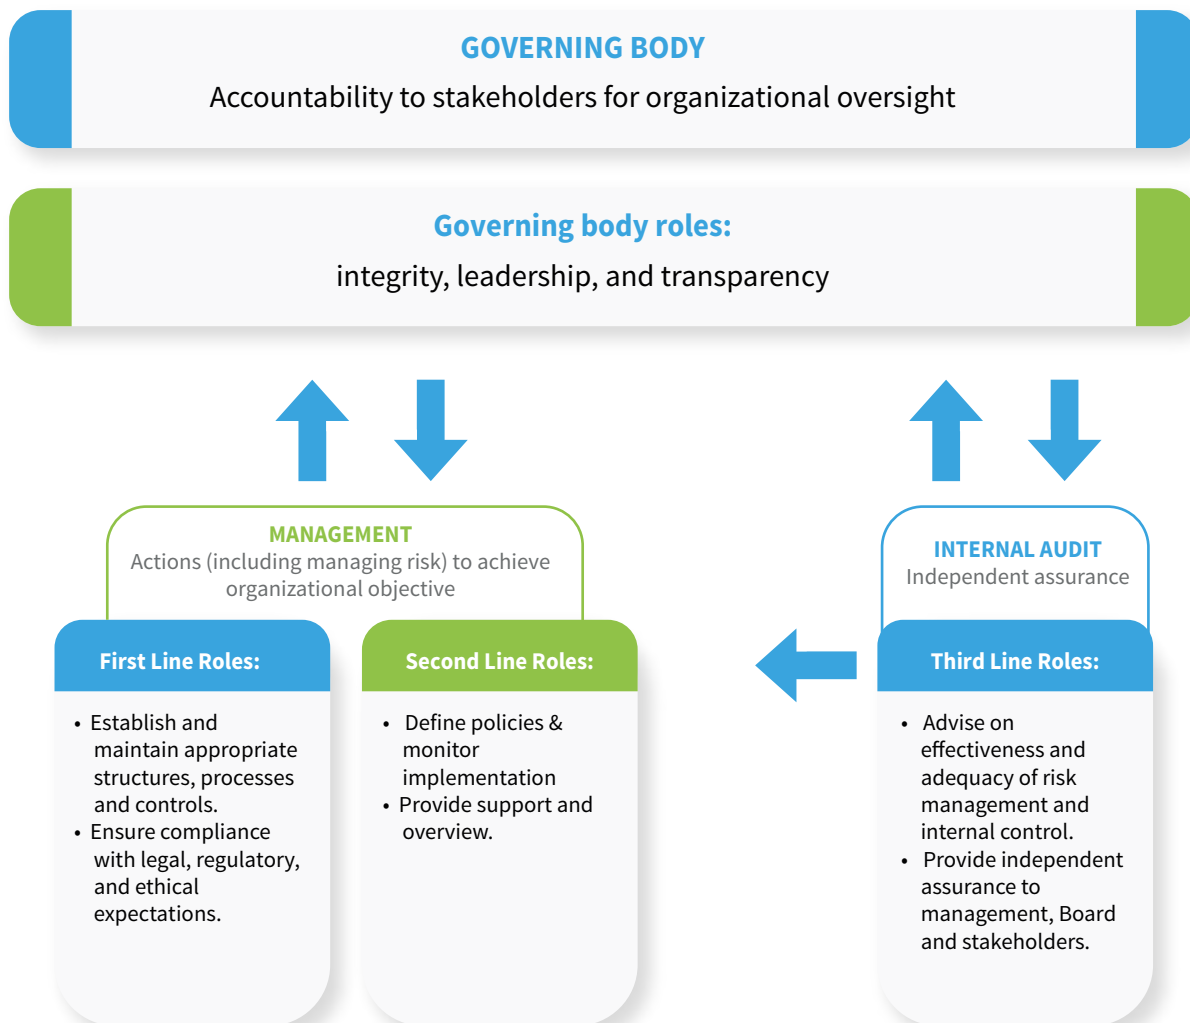 GOVERNING BODY
Accountability to stakeholders for organizational oversight
Governing body roles:
integrity, leadership, and transparency
MANAGEMENT
Actions (including managing risk) to achieve
organizational objective
INTERNAL AUDIT
Independent assurance
First Line Roles:
• Establish and
maintain appropriate
structures, processes
and controls.
• Ensure compliance
with legal, regulatory,
and ethical
expectations.
Second Line Roles:
• Define policies &
monitor
implementation
• Provide support and
overview.
Third Line Roles:
• Advise on
effectiveness and
adequacy of risk
management and
internal control.
• Provide independent
assurance to
management, Board
and stakeholders.